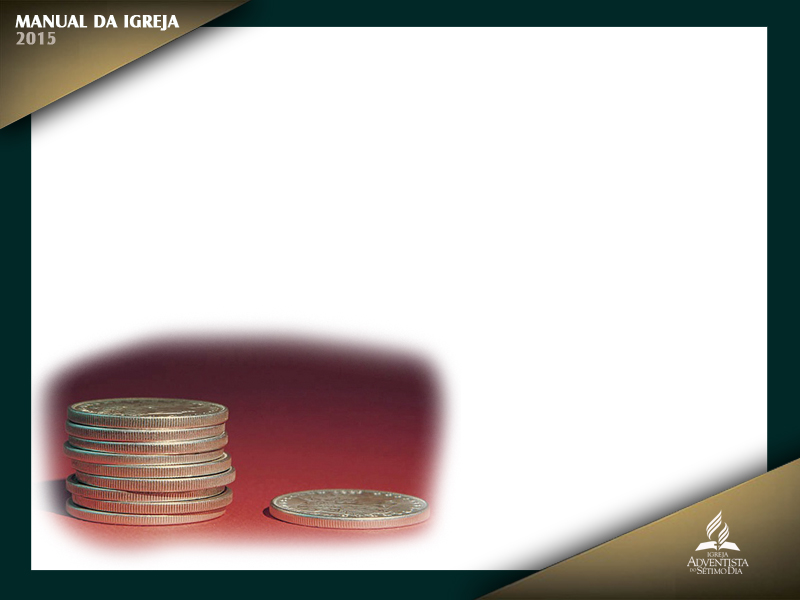 MANUAL DA IGREJA
2015
IGREJA
ADVENTISTA
DO SÉTIMO DIA